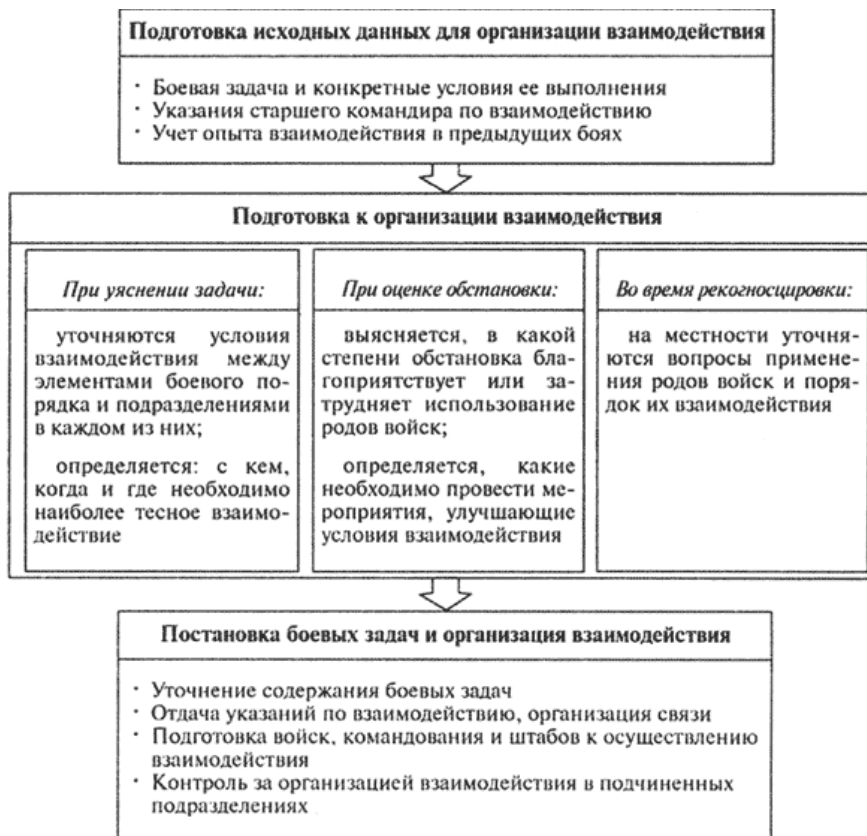 Подготовка исходных данных для организации взаимодействия
· Боевая задача и конкретные условия ее выполнения
· Указания старшего командира по взаимодействию
· Учет опыта взаимодействия в предыдущих боях
Подготовка к организации взаимодействия
При уяснении задачи:
уточняются условия
взаимодействия между
элементами боевого по-
рядка и подразделениями
в каждом из них;
определяется: с кем,
когда и где необходимо
наиболее тесное взаимо-
действие
При оценке обстановки:
выясняется, в какой
степени обстановка бла-
гоприятствует или за-
трудняет использование
родов войск;
определяется, какие
необходимо провести ме-
роприятия, улучшающие
условия взаимодействия
Во время рекогносцировки:
на местности уточня-
ются вопросы примене-
ния родов войск и поря-
док их взаимодействия
Постановка боевых задач и организация взаимодействия
· Уточнение содержания боевых задач
· Отдача указаний по взаимодействию, организация связи
· Подготовка войск, командования и штабов к осуществлению
взаимодействия
· Контроль за организацией взаимодействия в подчиненных
подразделениях